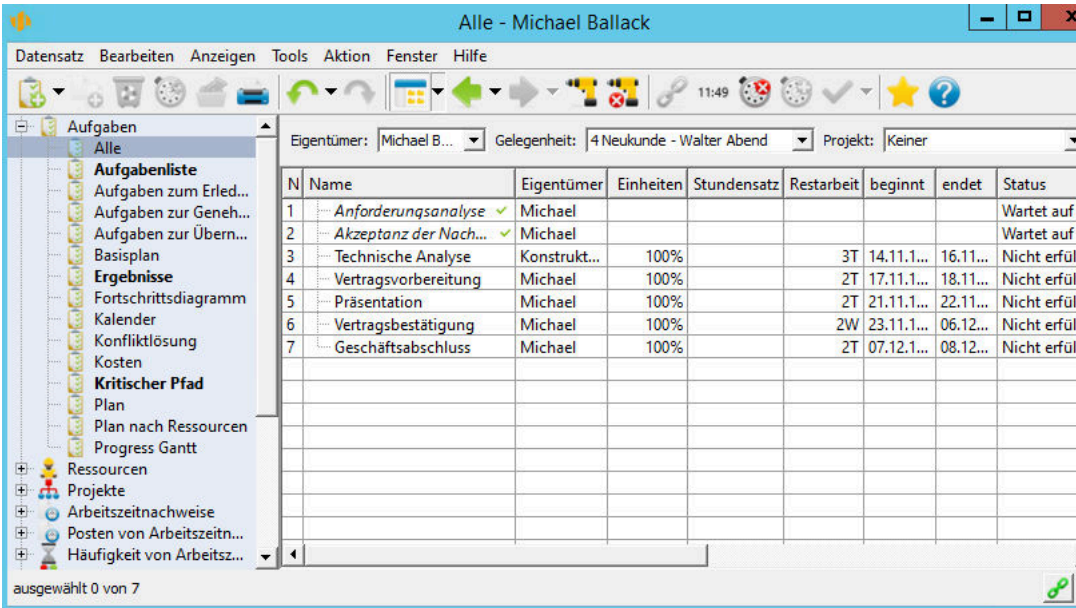 Alle - Michael Ballack
Datensatz Bearbeiten Anzeigen Tools Aktion Fenster Hilfe
11:49
Aufgaben
Alle
Aufgabenliste
Aufgaben zum Erled...
Aufgaben zur Geneh...
Aufgaben zur Übern...
Basisplan
Ergebnisse
Fortschrittsdiagramm
Kalender
Konfliktlösung
Kosten
Kritischer Pfad
Plan
Plan nach Ressourcen
Progress Gantt
Ressourcen
Projekte
Arbeitszeitnachweise
Posten von Arbeitszeitn...
Häufigkeit von Arbeitsz...
Eigentümer: Michael B... Gelegenheit: 4 Neukunde - Walter Abend Projekt: Keiner
N Name Eigentümer Einheiten Stundensatz Restarbeit beginnt endet Status
1 Anforderungsanalyse Michael Wartet auf
2 Akzeptanz der Nach... Michael Wartet auf
3 Technische Analyse Konstrukt... 100% 3T 14.11.1... 16.11... Nicht erfül
4 Vertragsvorbereitung Michael 100% 2T 17.11.1... 18.11... Nicht erfül
5 Präsentation Michael 100% 2T 21.11.1... 22.11... Nicht erfül
6 Vertragsbestätigung Michael 100% 2W 23.11.1... 06.12... Nicht erfül
7 Geschäftsabschluss Michael 100% 2T 07.12.1... 08.12... Nicht erfül
ausgewählt 0 von 7